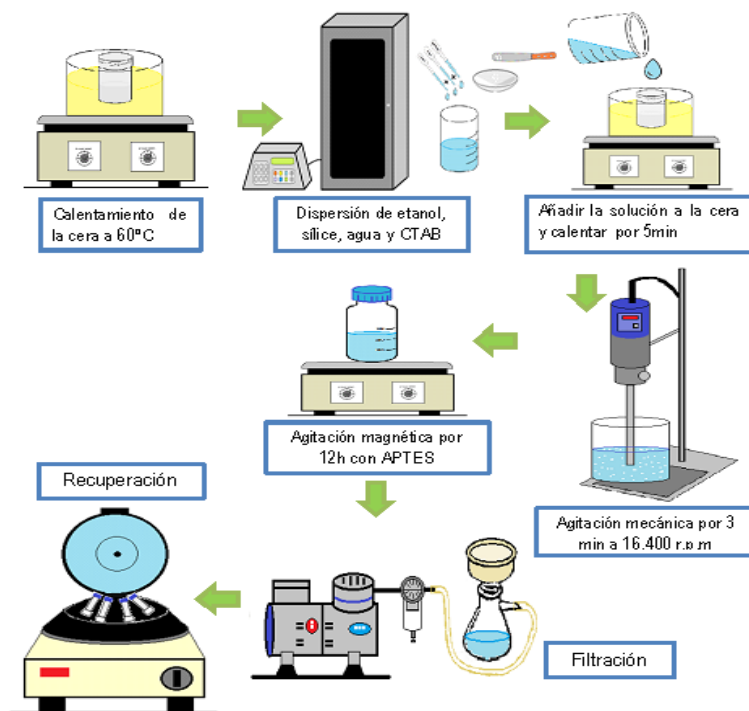 Calentamiento de
la cera a 60ºC
Dispersión de etanol,
sílice, agua y CTAB
Añadir la solución a la cera
y calentar por 5min
Agitación magnética por
12h con APTES
Recuperación
Agitación mecánica por 3
min a 16.400 r.p.m
Filtración